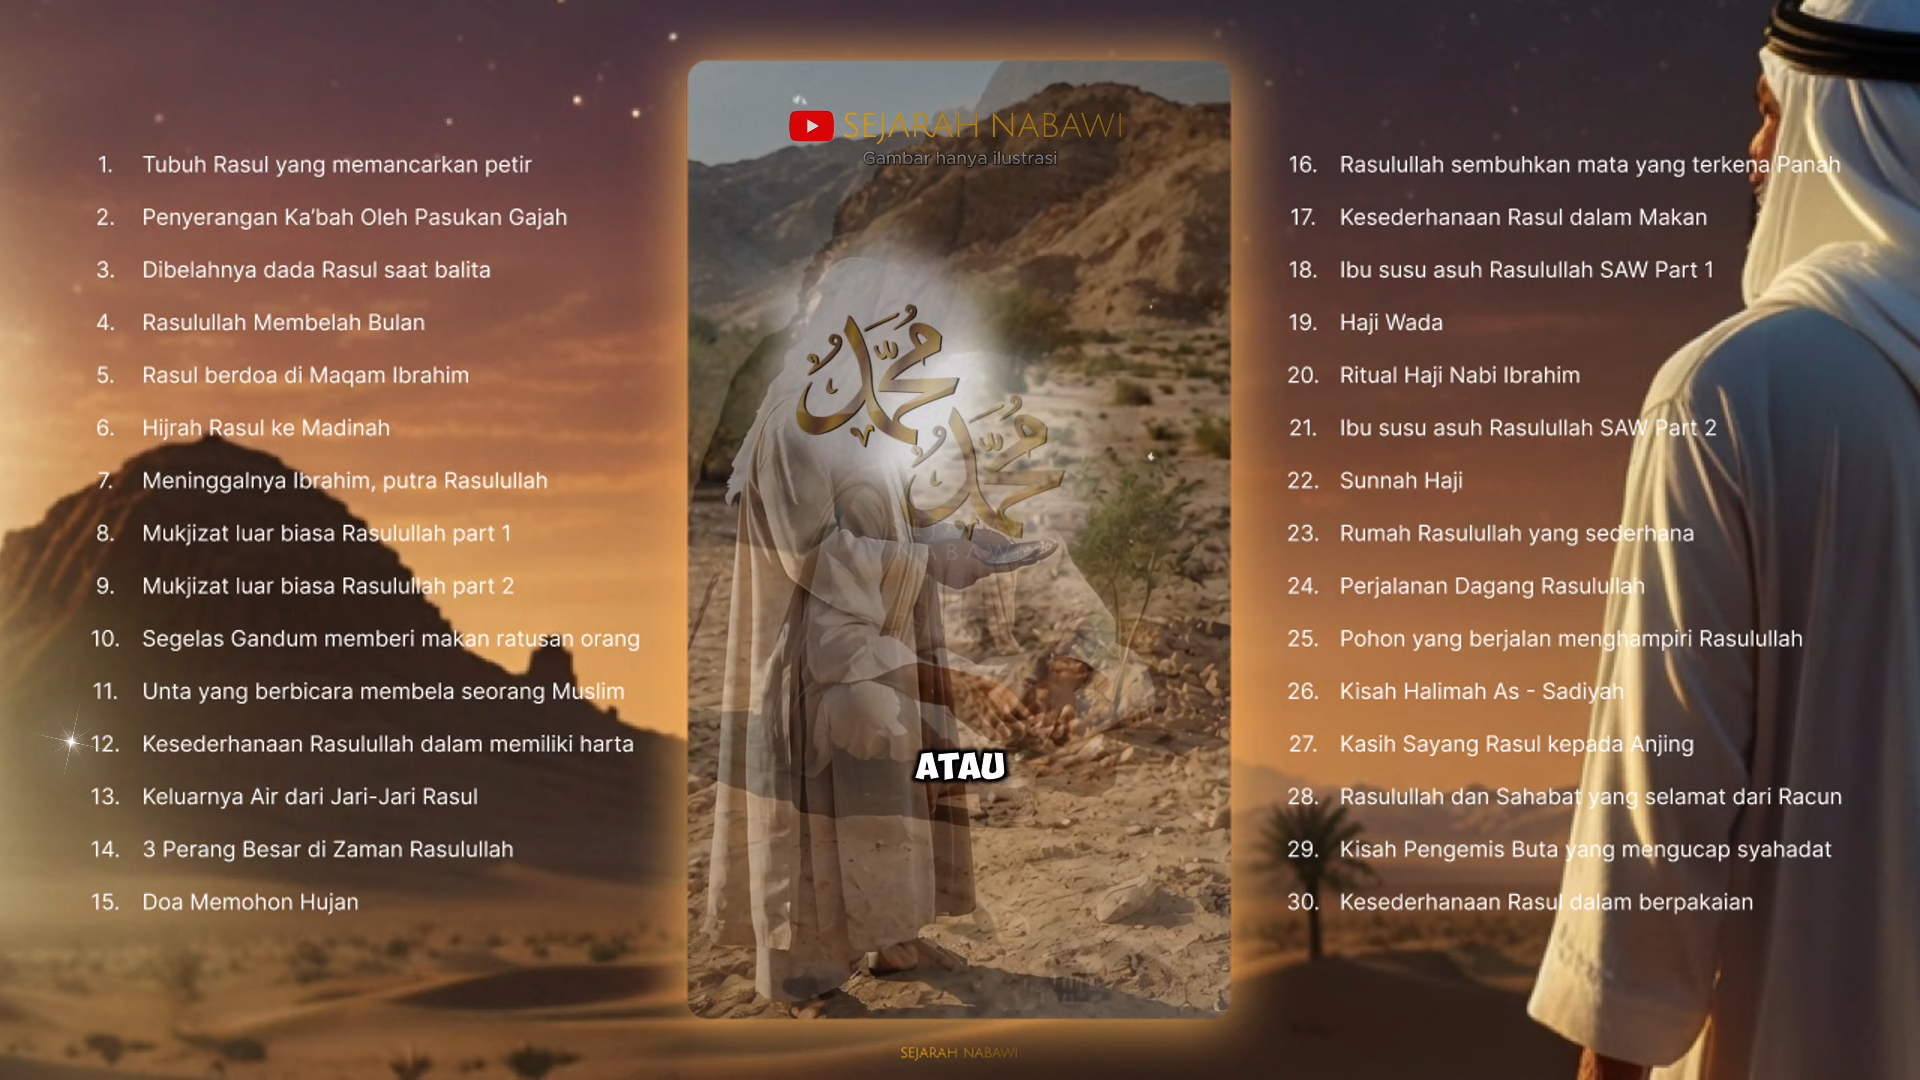 1. Tubuh Rasul yang memancarkan petir
2. Penyerangan Ka’bah Oleh Pasukan Gajah
3. Dibelahnya dada Rasul saat balita
4. Rasulullah Membelah Bulan
5. Rasul berdoa di Maqam Ibrahim
6. Hijrah Rasul ke Madinah
7. Meninggalnya Ibrahim, putra Rasulullah
8. Mukjizat luar biasa Rasulullah part 1
9. Mukjizat luar biasa Rasulullah part 2
10. Segelas Gandum memberi makan ratusan orang
11. Unta yang berbicara membela seorang Muslim
12. Kesederhanaan Rasulullah dalam memiliki harta
13. Keluarnya Air dari Jari-Jari Rasul
14. 3 Perang Besar di Zaman Rasulullah
15. Doa Memohon Hujan
SEJARAH NABAWI
Gambar hanya ilustrasi
محمد
محمد
NABAWI
ATAU
16. Rasulullah sembuhkan mata yang terkena Panah
17. Kesederhanaan Rasul dalam Makan
18. Ibu susu asuh Rasulullah SAW Part 1
19. Haji Wada
20. Ritual Haji Nabi Ibrahim
21. Ibu susu asuh Rasulullah SAW Part 2
22. Sunnah Haji
23. Rumah Rasulullah yang sederhana
24. Perjalanan Dagang Rasulullah
25. Pohon yang berjalan menghampiri Rasulullah
26. Kisah Halimah As - Sadiyah
27. Kasih Sayang Rasul kepada Anjing
28. Rasulullah dan Sahabat yang selamat dari Racun
29. Kisah Pengemis Buta yang mengucap syahadat
30. Kesederhanaan Rasul dalam berpakaian
SEJARAH NABAWI